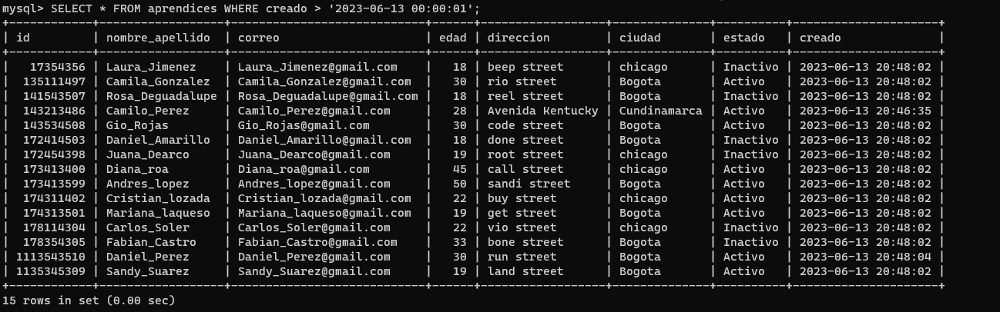 mysql> SELECT * FROM aprendices WHERE creado > '2023-06-13 00:00:01';
+------------+------------------+----------------------------+------+------------------+--------------+----------+---------------------+
| id         | nombre_apellido  | correo                     | edad | direccion        | ciudad       | estado   | creado              |
+------------+------------------+----------------------------+------+------------------+--------------+----------+---------------------+
|   17354356 | Laura_Jimenez    | Laura_Jimenez@gmail.com    |   18 | beep street      | chicago      | Inactivo | 2023-06-13 20:48:02 |
|  135111497 | Camila_Gonzalez  | Camila_Gonzalez@gmail.com  |   30 | rio street       | Bogota       | Activo   | 2023-06-13 20:48:02 |
|  141543507 | Rosa_Deguadalupe | Rosa_Deguadalupe@gmail.com |   18 | reel street      | Bogota       | Inactivo | 2023-06-13 20:48:02 |
|  143213486 | Camilo_Perez     | Camilo_Perez@gmail.com     |   28 | Avenida Kentucky | Cundinamarca | Activo   | 2023-06-13 20:46:35 |
|  143534508 | Gio_Rojas        | Gio_Rojas@gmail.com        |   30 | code street      | Bogota       | Activo   | 2023-06-13 20:48:02 |
|  172414503 | Daniel_Amarillo  | Daniel_Amarillo@gmail.com  |   18 | done street      | Bogota       | Inactivo | 2023-06-13 20:48:02 |
|  172454398 | Juana_Dearco     | Juana_Dearco@gmail.com     |   19 | root street      | chicago      | Inactivo | 2023-06-13 20:48:02 |
|  173413400 | Diana_roa        | Diana_roa@gmail.com        |   45 | call street      | chicago      | Activo   | 2023-06-13 20:48:02 |
|  173413599 | Andres_lopez     | Andres_lopez@gmail.com     |   50 | sandi street     | Bogota       | Activo   | 2023-06-13 20:48:02 |
|  174311402 | Cristian_lozada  | Cristian_lozada@gmail.com  |   22 | buy street       | chicago      | Activo   | 2023-06-13 20:48:02 |
|  174313501 | Mariana_laqueso  | Mariana_laqueso@gmail.com  |   19 | get street       | Bogota       | Activo   | 2023-06-13 20:48:02 |
|  178114304 | Carlos_Soler     | Carlos_Soler@gmail.com     |   22 | vio street       | chicago      | Inactivo | 2023-06-13 20:48:02 |
|  178354305 | Fabian_Castro    | Fabian_Castro@gmail.com    |   33 | bone street      | Bogota       | Inactivo | 2023-06-13 20:48:02 |
| 1113543510 | Daniel_Perez     | Daniel_Perez@gmail.com     |   30 | run street       | Bogota       | Activo   | 2023-06-13 20:48:04 |
| 1135345309 | Sandy_Suarez     | Sandy_Suarez@gmail.com     |   19 | land street      | Bogota       | Activo   | 2023-06-13 20:48:02 |
+------------+------------------+----------------------------+------+------------------+--------------+----------+---------------------+
15 rows in set (0.00 sec)